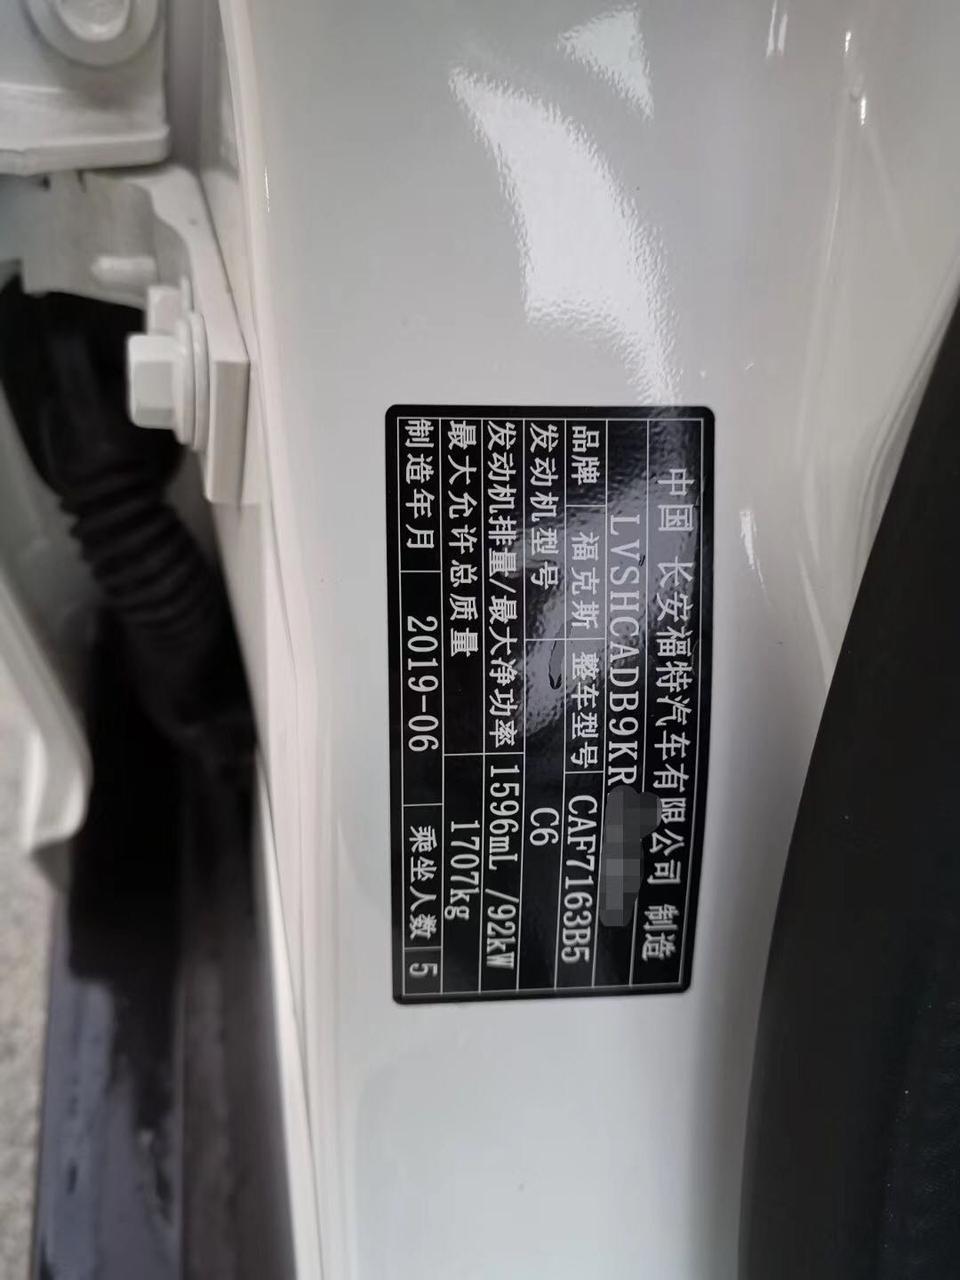 中国 长安福特汽车有限公司 制造
LVSHCADB9KR
品牌 福克斯 整车型号 CAF7163B5
发动机型号 C6
发动机排量/最大净功率 1596mL /92kW
最大允许总质量 1707kg
制造年月 2019-06 乘坐人数 5